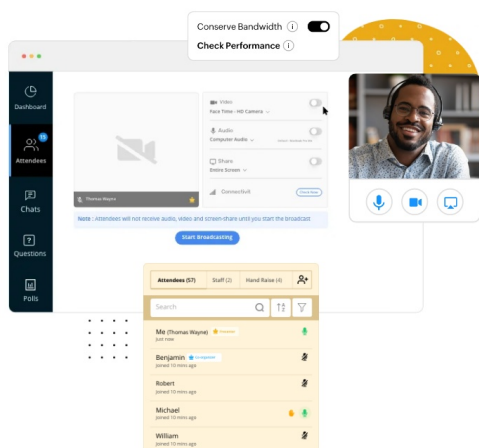 Conserve Bandwidth
Check Performance
Dashboard
Attendees
Chats
Questions
Polls
Video
Face Time - HD Camera
Audio
Computer Audio
Share
Entire Screen
Connectivit
Thomas Wayne
Note : Attendees will not receive audio, video and screen-share until you start the broadcast.
Start Broadcasting
Attendees (57) Staff (2) Hand Raise (4)
Search
Me (Thomas Wayne)
Just now
Benjamin
Joined 10 mins ago
Robert
Joined 10 mins ago
Michael
Joined 10 mins ago
William
Joined 10 mins ago